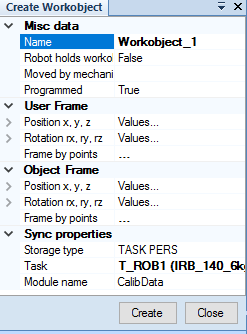 Create Workobject
Misc data
Name Workobject_1
Robot holds workol False
Moved by mechani
Programmed True
User Frame
Position x, y, z Values...
Rotation rx, ry, rz Values...
Frame by points ...
Object Frame
Position x, y, z Values...
Rotation rx, ry, rz Values...
Frame by points ...
Sync properties
Storage type TASK PERS
Task T_ROB1 (IRB_140_6k
Module name CalibData
Create Close